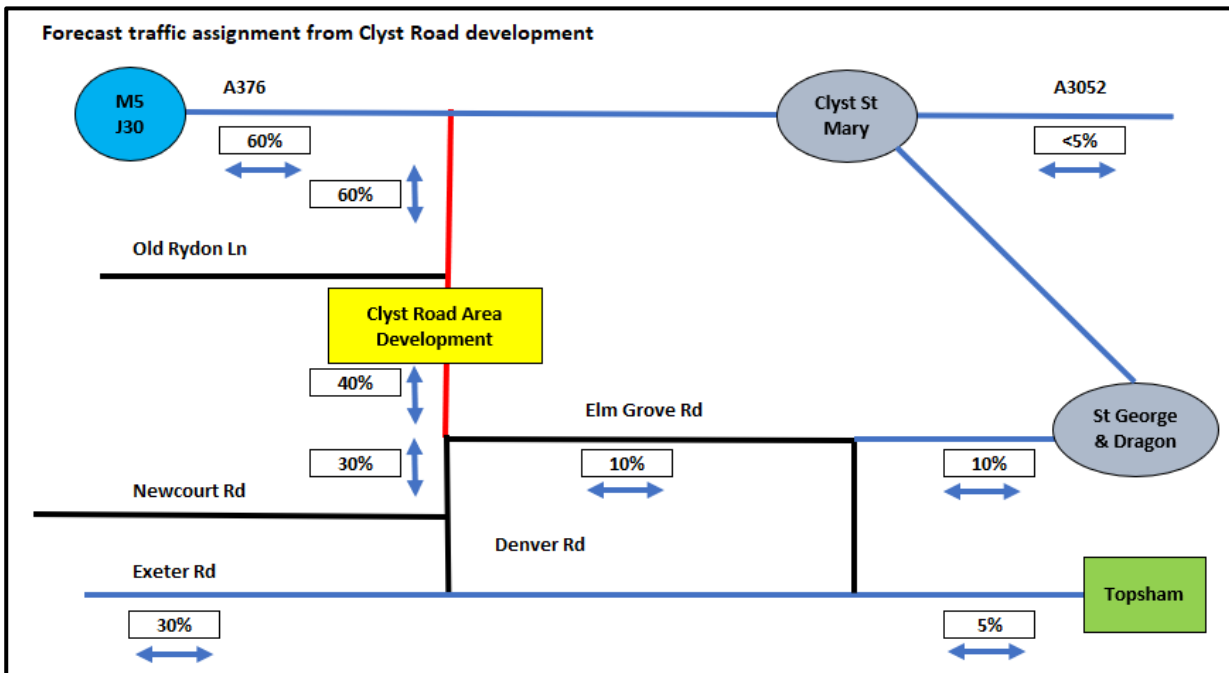 Forecast traffic assignment from Clyst Road development
M5
J30
A376
Clyst St
Mary
A3052
60%
<5%
60%
Old Rydon Ln
Clyst Road Area
Development
40%
Elm Grove Rd
St George
& Dragon
30%
10%
10%
Newcourt Rd
Denver Rd
Exeter Rd
Topsham
30%
5%